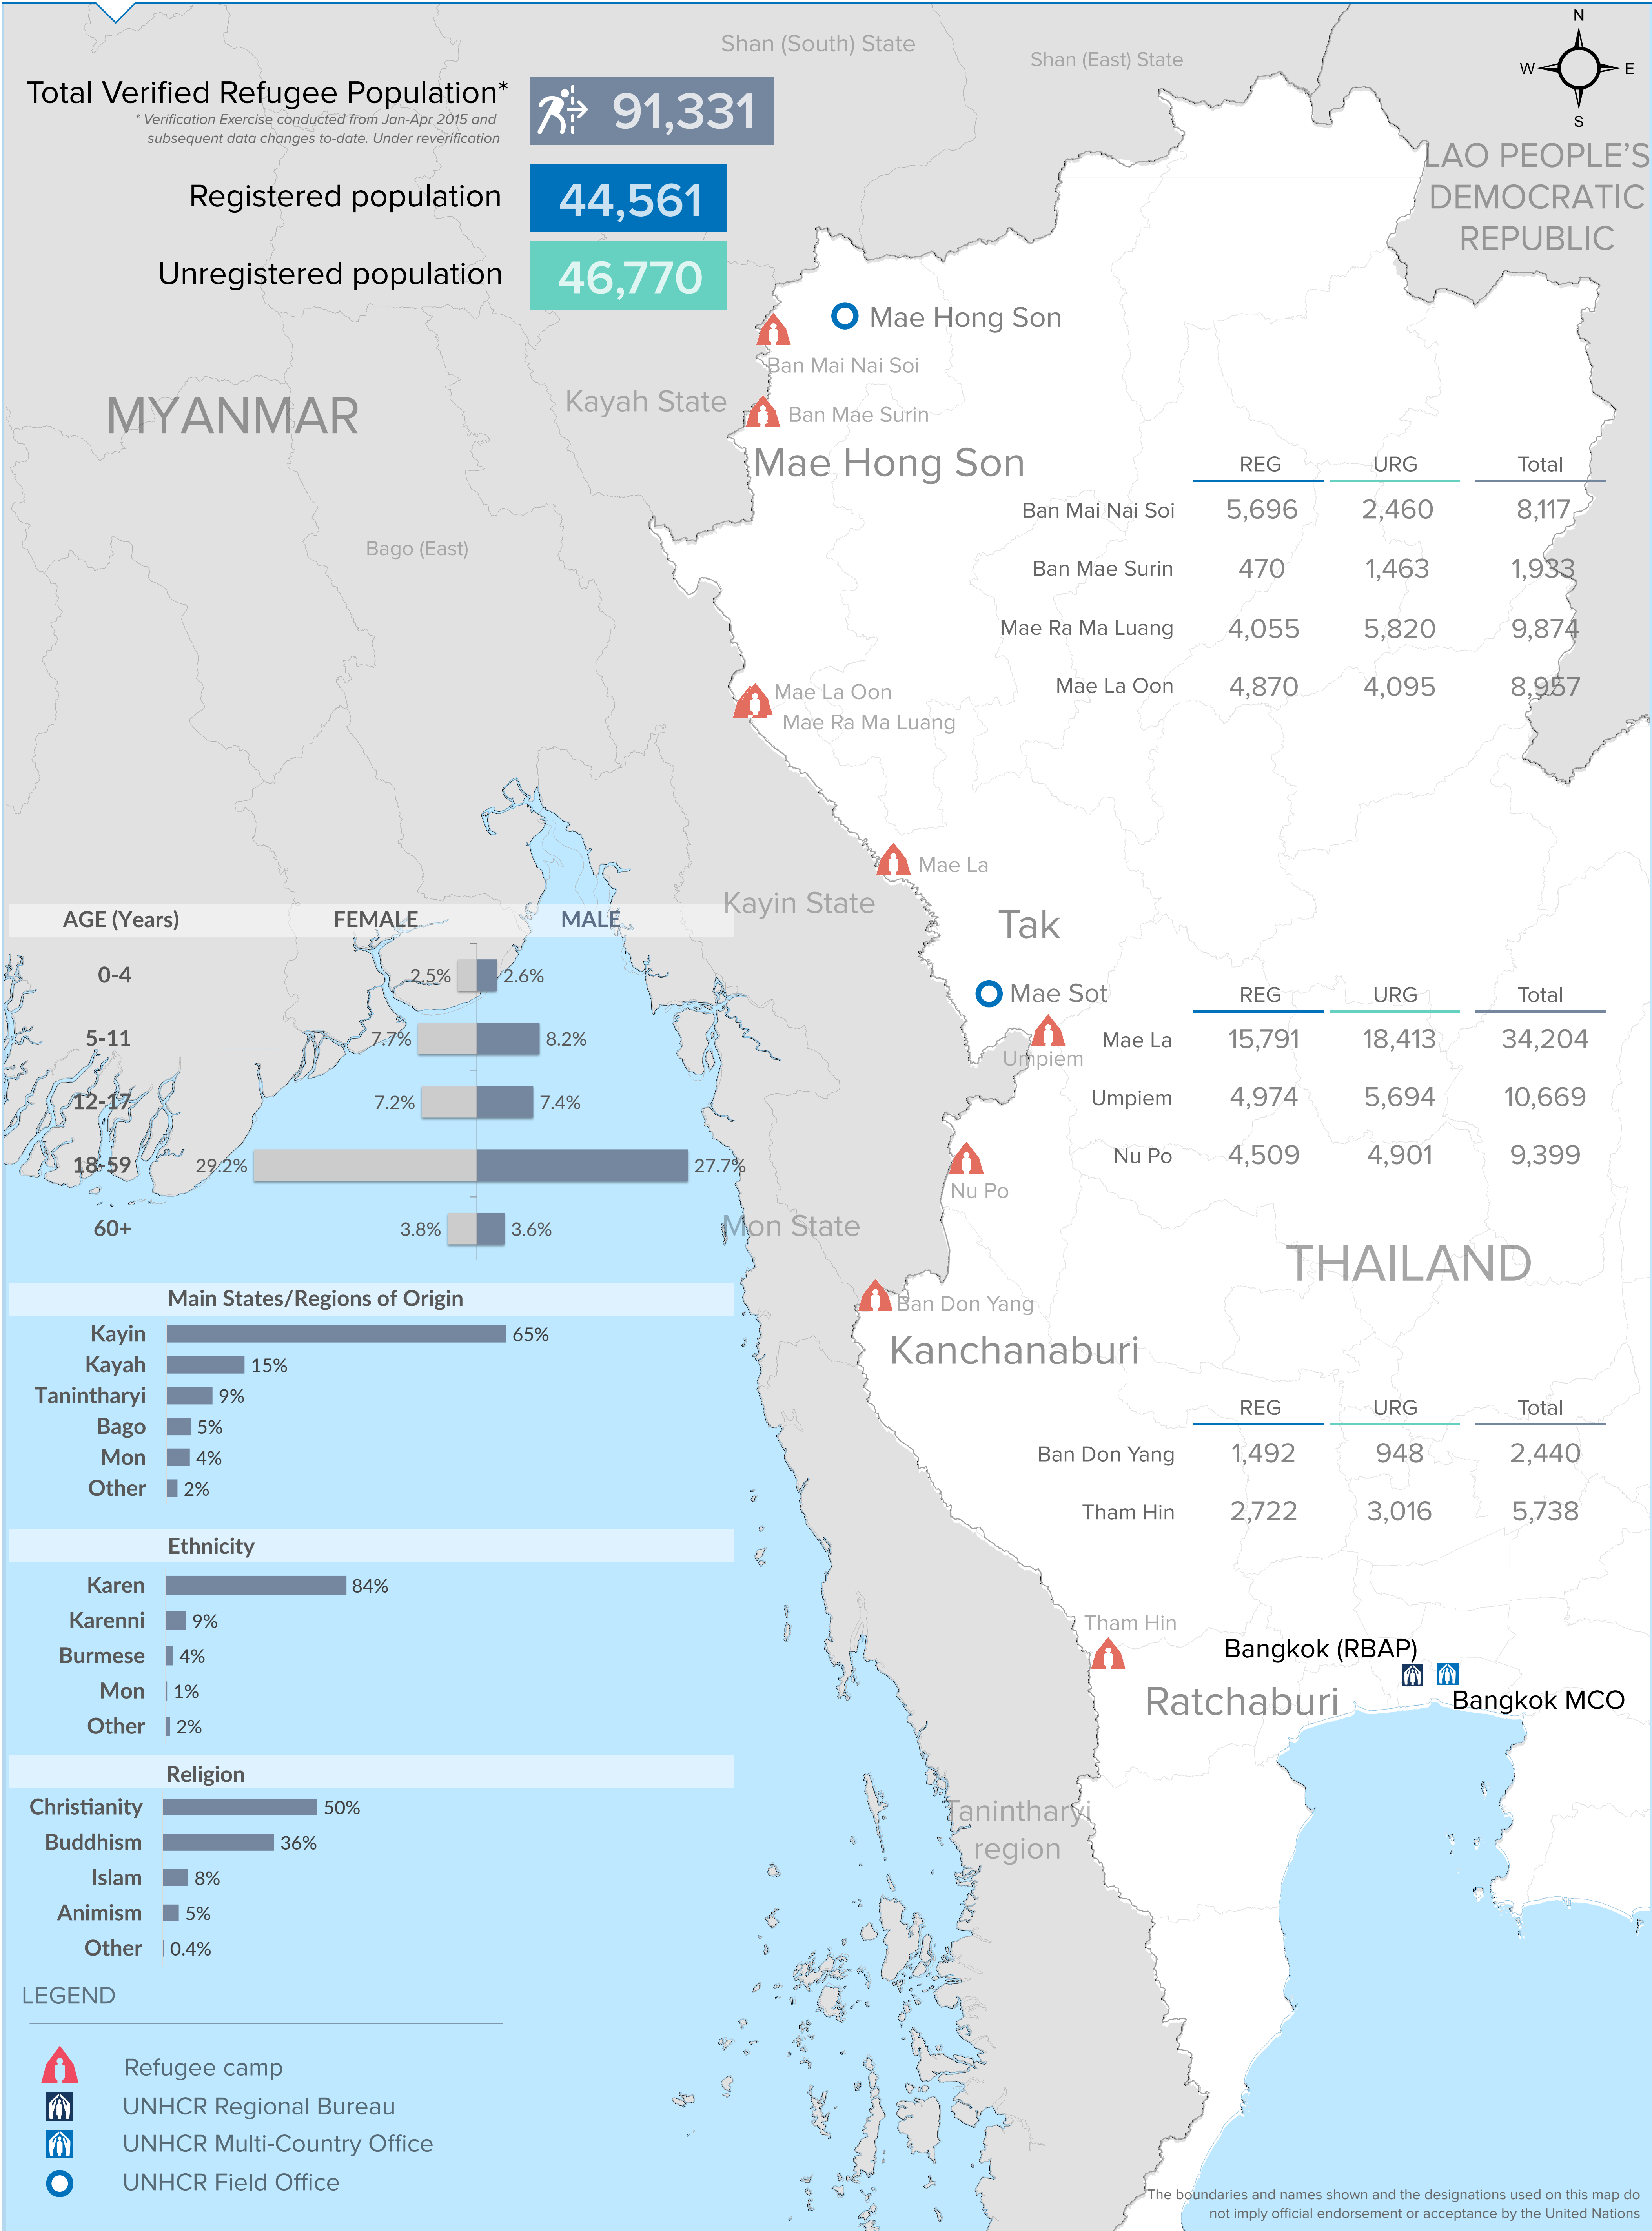 Shan (South) State
Shan (East) State
N
W E
S
Total Verified Refugee Population*
* Verification Exercise conducted from Jan-Apr 2015 and
subsequent data changes to-date. Under reverification
91,331
Registered population
44,561
Unregistered population
46,770
LAO PEOPLE'S
DEMOCRATIC
REPUBLIC
Mae Hong Son
Ban Mai Nai Soi
MYANMAR
Kayah State
Ban Mae Surin
Mae Hong Son
REG URG Total
Ban Mai Nai Soi 5,696 2,460 8,117
Ban Mae Surin 470 1,463 1,933
Mae Ra Ma Luang 4,055 5,820 9,874
Mae La Oon 4,870 4,095 8,957
Bago (East)
Mae La Oon
Mae Ra Ma Luang
Mae La
Kayin State
Tak
Mae Sot
Umpiem
REG URG Total
Mae La 15,791 18,413 34,204
Umpiem 4,974 5,694 10,669
Nu Po 4,509 4,901 9,399
Nu Po
Mon State
THAILAND
AGE (Years) FEMALE MALE
0-4 2.5% 2.6%
5-11 7.7% 8.2%
12-17 7.2% 7.4%
18-59 29.2% 27.7%
60+ 3.8% 3.6%
Ban Don Yang
Kanchanaburi
REG URG Total
Ban Don Yang 1,492 948 2,440
Tham Hin 2,722 3,016 5,738
Main States/Regions of Origin
Kayin 65%
Kayah 15%
Tanintharyi 9%
Bago 5%
Mon 4%
Other 2%
Ethnicity
Karen 84%
Karenni 9%
Burmese 4%
Mon 1%
Other 2%
Tham Hin
Bangkok (RBAP)
Ratchaburi
Bangkok MCO
Religion
Christianity 50%
Buddhism 36%
Islam 8%
Animism 5%
Other 0.4%
Tanintharyi
region
LEGEND
Refugee camp
UNHCR Regional Bureau
UNHCR Multi-Country Office
UNHCR Field Office
The boundaries and names shown and the designations used on this map do
not imply official endorsement or acceptance by the United Nations